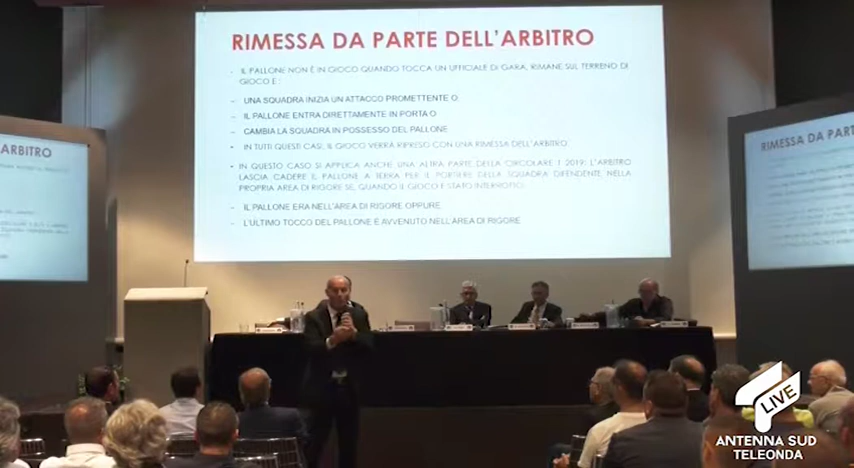 RIMESSA DA PARTE DELL'ARBITRO
- IL PALLONE NON È IN GIOCO QUANDO TOCCA UN UFFICIALE DI GARA, RIMANE SUL TERRENO DI
GIOCO E :
– UNA SQUADRA INIZIA UN ATTACCO PROMETTENTE O
– IL PALLONE ENTRA DIRETTAMENTE IN PORTA O
– CAMBIA LA SQUADRA IN POSSESSO DEL PALLONE
• IN TUTTI QUESTI CASI, IL GIOCO VERRÀ RIPRESO CON UNA RIMESSA DELL'ARBITRO.
• IN QUESTO CASO SI APPLICA ANCHE UNA ALTRA PARTE DELLA CIRCOLARE 1 2019: L'ARBITRO
LASCIA CADERE IL PALLONE A TERRA PER IL PORTIERE DELLA SQUADRA DIFENDENTE NELLA
PROPRIA AREA DI RIGORE SE, QUANDO IL GIOCO È STATO INTERROTTO:
– IL PALLONE ERA NELL'AREA DI RIGORE OPPURE
– L'ULTIMO TOCCO DEL PALLONE È AVVENUTO NELL'AREA DI RIGORE
ARBITRO
RIMESSA DA PARTE
LIVE
ANTENNA SUD
TELEONDA